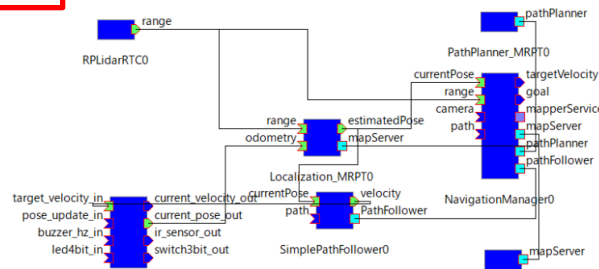 range
RPLidarRTC0
pathPlanner
PathPlanner_MRPT0
currentPose
range
camera
path
targetVelocity
goal
mapperService
mapServer
pathPlanner
pathFollower
NavigationManager0
range
odometry
estimatedPose
mapServer
Localization_MRPT0
target_velocity_in
pose_update_in
buzzer_hz_in
led4bit_in
current_velocity_out
current_pose_out
ir_sensor_out
switch3bit_out
currentPose
path
velocity
PathFollower
SimplePathFollower0
mapServer